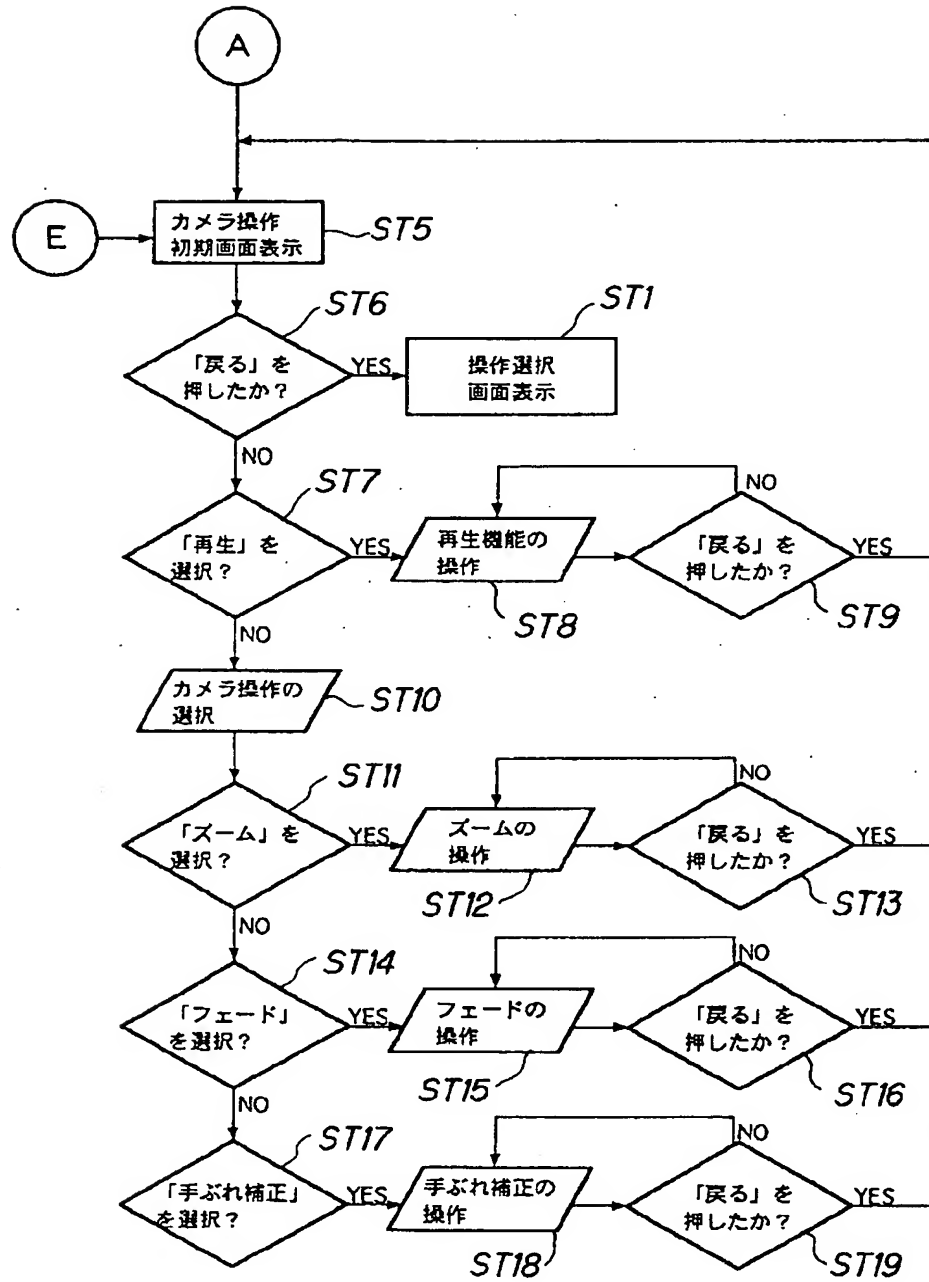 A
E
カメラ操作
初期画面表示
ST5
ST6
「戻る」を
押したか?
YES
ST1
操作選択
画面表示
NO
ST7
「再生」を
選択?
YES
再生機能の
操作
ST8
NO
「戻る」を
押したか?
YES
ST9
NO
カメラ操作の
選択
ST10
ST11
「ズーム」を
選択?
YES
ズームの
操作
ST12
NO
「戻る」を
押したか?
YES
ST13
NO
ST14
「フェード」
を選択?
YES
フェードの
操作
ST15
NO
「戻る」を
押したか?
YES
ST16
NO
ST17
「手ぶれ補正」
を選択?
YES
手ぶれ補正の
操作
ST18
NO
「戻る」を
押したか?
YES
ST19